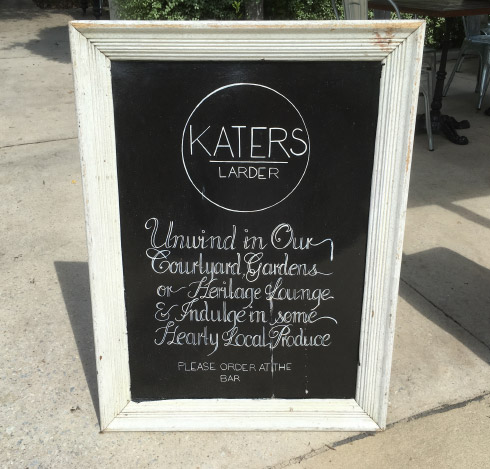 KATERS
LARDER
Unwind in Our
Courtyard, Gardens
or Heritage Lounge
& Indulge in some
Hearty Local Produce
PLEASE ORDER AT THE
BAR